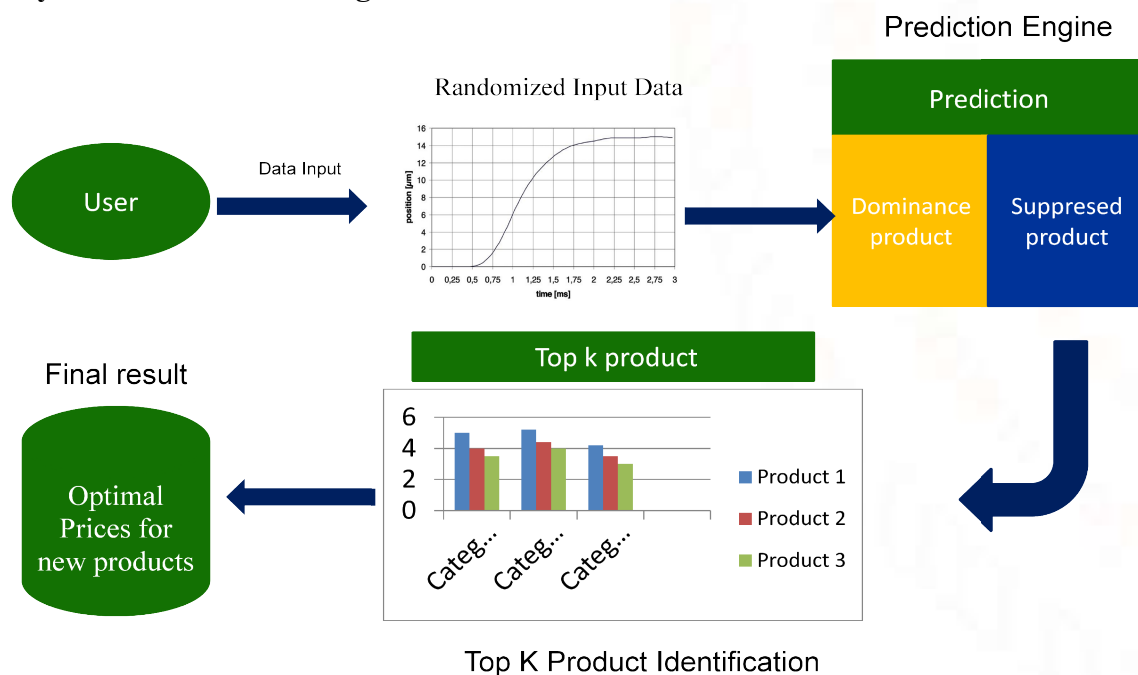 Prediction Engine
Randomized Input Data
Prediction
Data Input
User
position [µm]
16
14
12
10
8
6
4
2
0
0 0,25 0,5 0,75 1 1,25 1,5 1,75 2 2,25 2,5 2,75 3
time [ms]
Dominance
product
Suppresed
product
Top k product
Final result
Optimal
Prices for
new products
6
4
2
0
Categ...
Categ...
Categ...
Product 1
Product 2
Product 3
Top K Product Identification